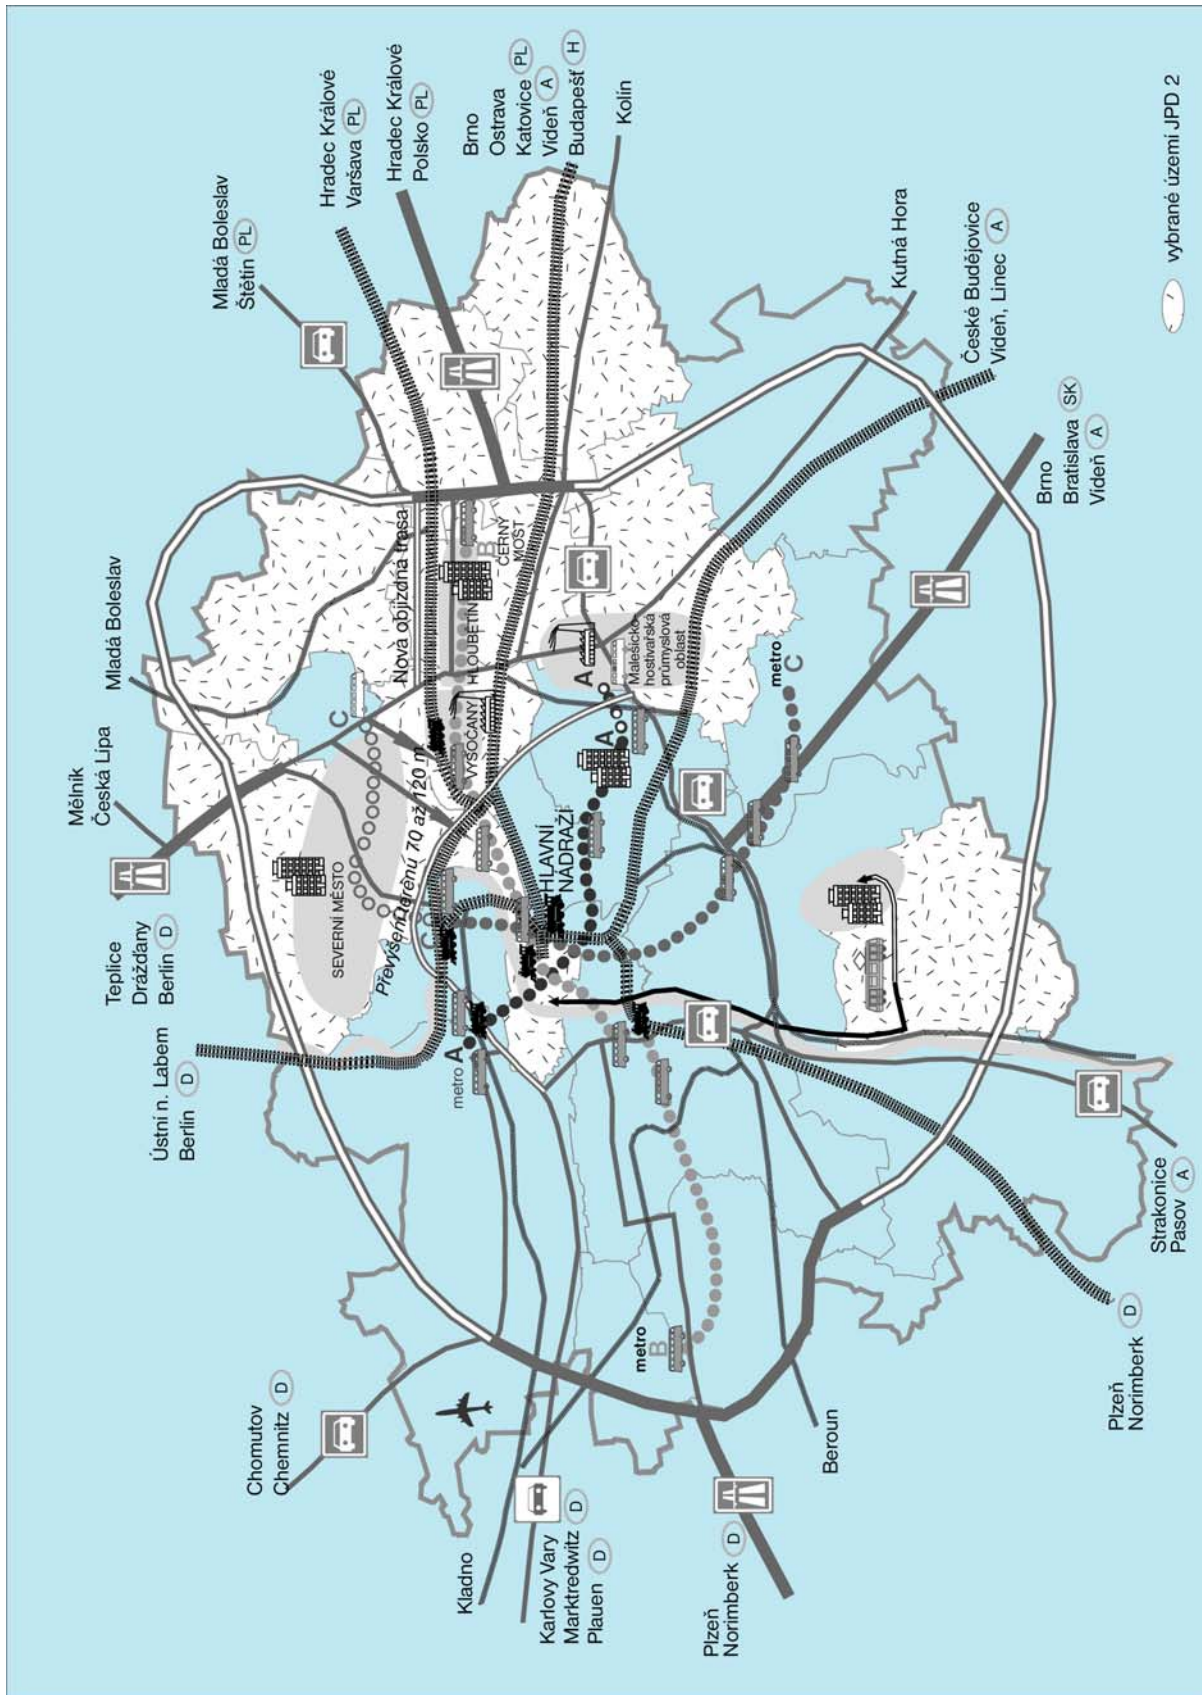 Chomutov
Chemnitz D
Kladno
Karlovy Vary
Marktredwitz D
Plauen D
Plzeň
Norimberk D
Beroun
Plzeň
Norimberk D
Strakonice
Pasov A
Ústní n. Labem
Berlín D
Teplice
Drážďany
Berlín D
Mělník
Česká Lípa
Mladá Boleslav
Mladá Boleslav
Štětín PL
Hradec Králové
Varšava PL
Hradec Králové
Polsko PL
Brno
Ostrava
Katovice PL
Vídeň A
Budapešť H
Kolín
Kutná Hora
České Budějovice
Vídeň, Linec A
Brno
Bratislava SK
Vídeň A
SEVERNÍ MĚSTO
Převýšení terénu 70 až 120 m
Nova objízdna trasa
C
C
VYSOČANY
HLOUBĚTÍN
B
ČERNÝ
MOST
metro A
HLAVNÍ
NÁDRAŽÍ
A
A
Malešicko
hostivařská
průmyslová
oblast
metro
C
metro
B
vybrané území JPD 2